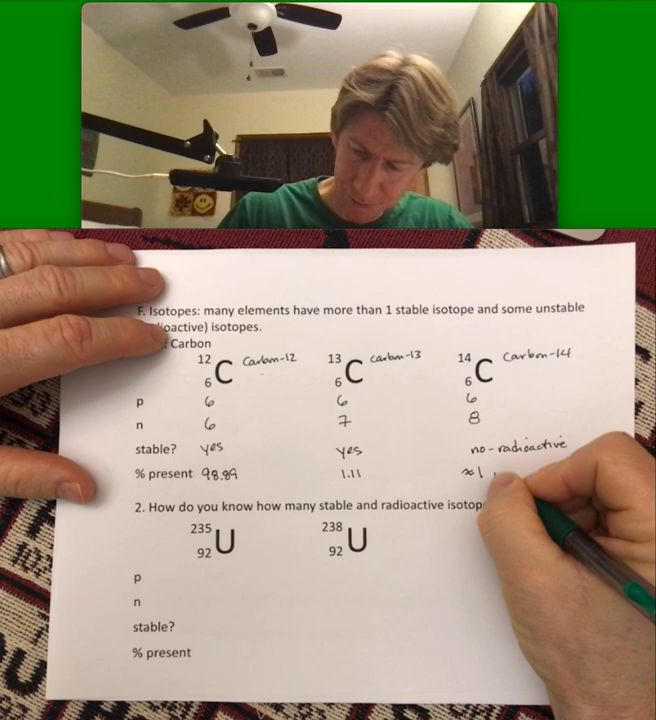 F. Isotopes: many elements have more than 1 stable isotope and some unstable
ioactive) isotopes.
Carbon
12 6 C Carbon-12 13 6 C carbon-13 14 6 C Carbon-14
p 6 6 6
n 6 7 8
stable? yes yes no-radioactive
% present 98.89 1.11 ≈1
2. How do you know how many stable and radioactive isotop
235 92 U 238 92 U
p
n
stable?
% present